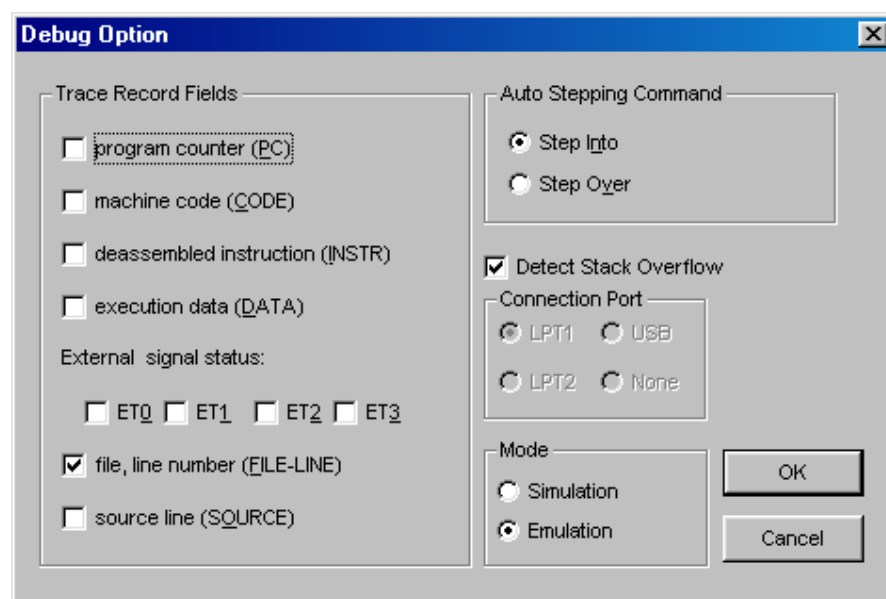 Debug Option
Trace Record Fields
program counter (PC)
machine code (CODE)
deassembled instruction (INSTR)
execution data (DATA)
External signal status:
ET0 ET1 ET2 ET3
file, line number (FILE-LINE)
source line (SOURCE)
Auto Stepping Command
Step Into
Step Over
Detect Stack Overflow
Connection Port
LPT1 USB
LPT2 None
Mode
Simulation
Emulation
OK
Cancel